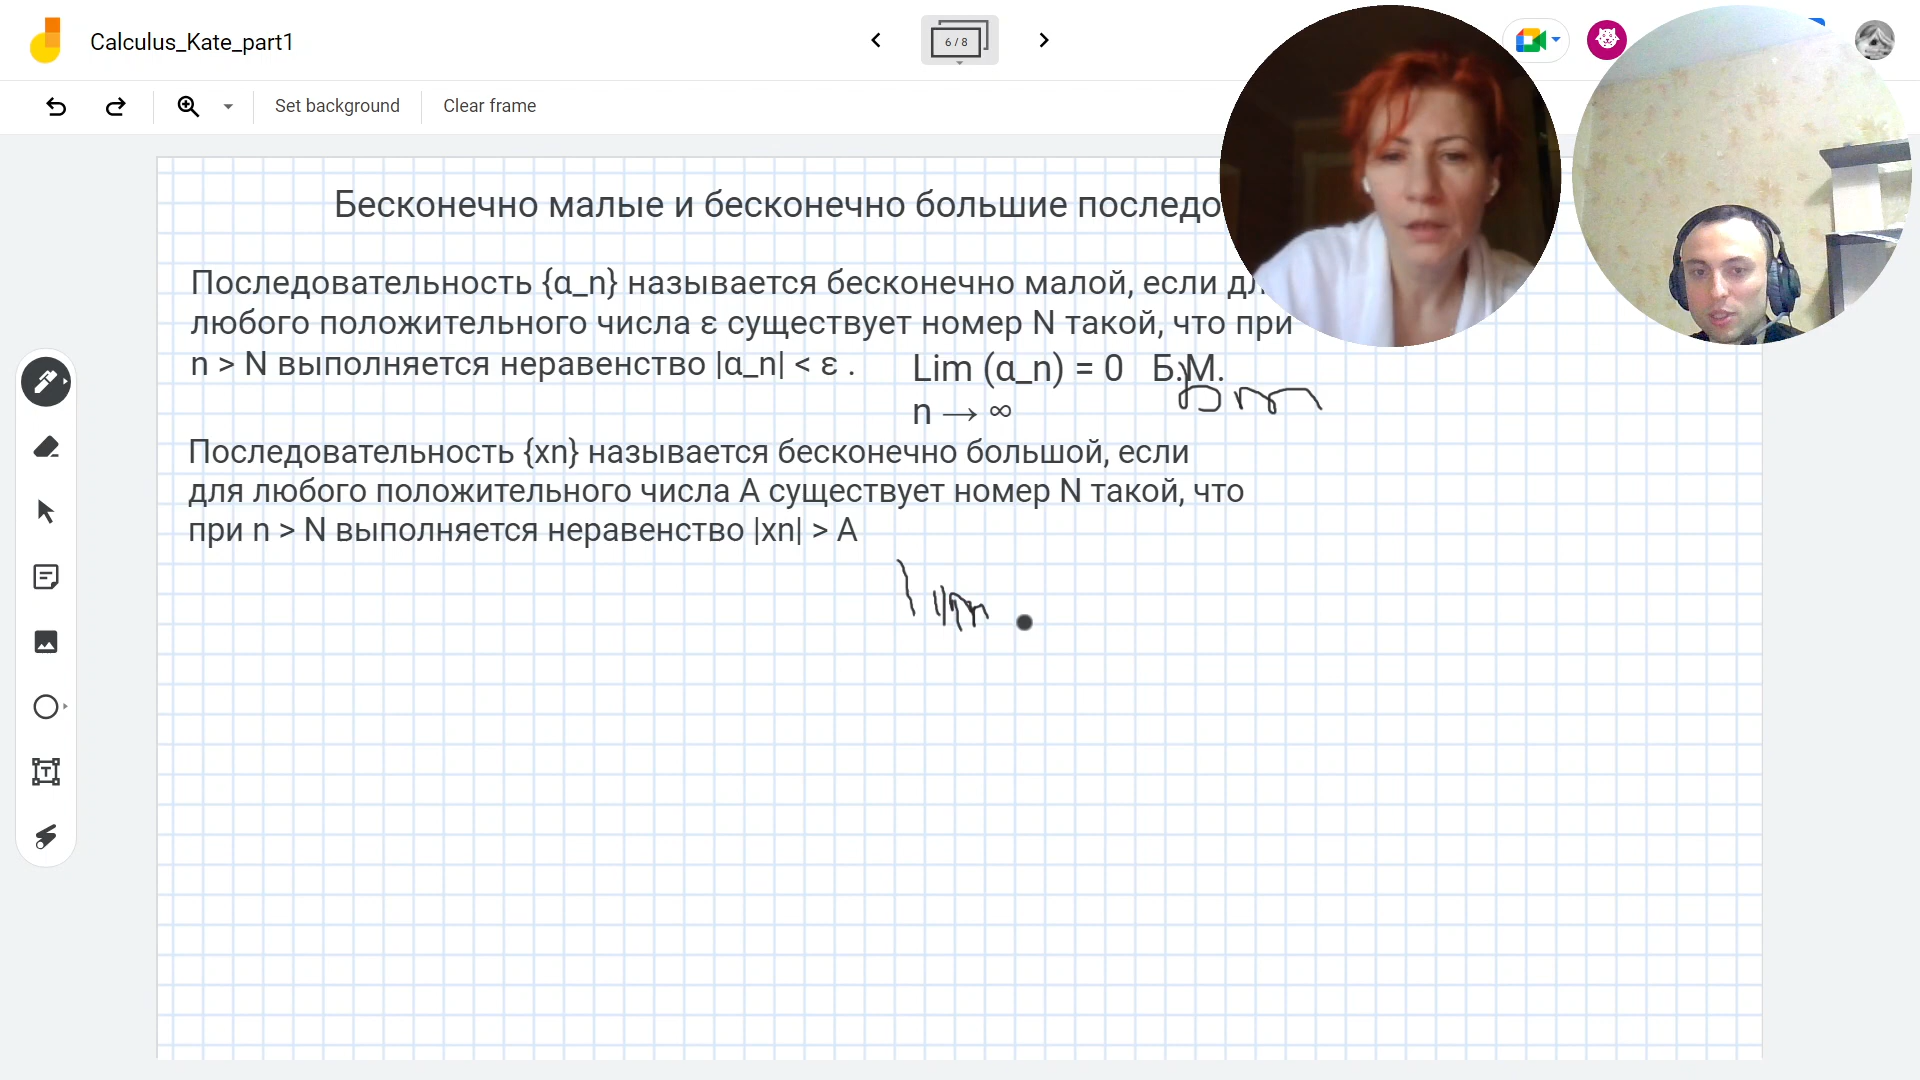 Calculus_Kate_part1
6 / 8
Set background
Clear frame
Бесконечно малые и бесконечно большие последо
Последовательность {α_n} называется бесконечно малой, если дл
любого положительного числа ε существует номер N такой, что при
n > N выполняется неравенство |α_n| < ε .
Lim (α_n) = 0 Б.М.
n → ∞
Бm
Последовательность {xn} называется бесконечно большой, если
для любого положительного числа А существует номер N такой, что
при n > N выполняется неравенство |xn| > A
lim